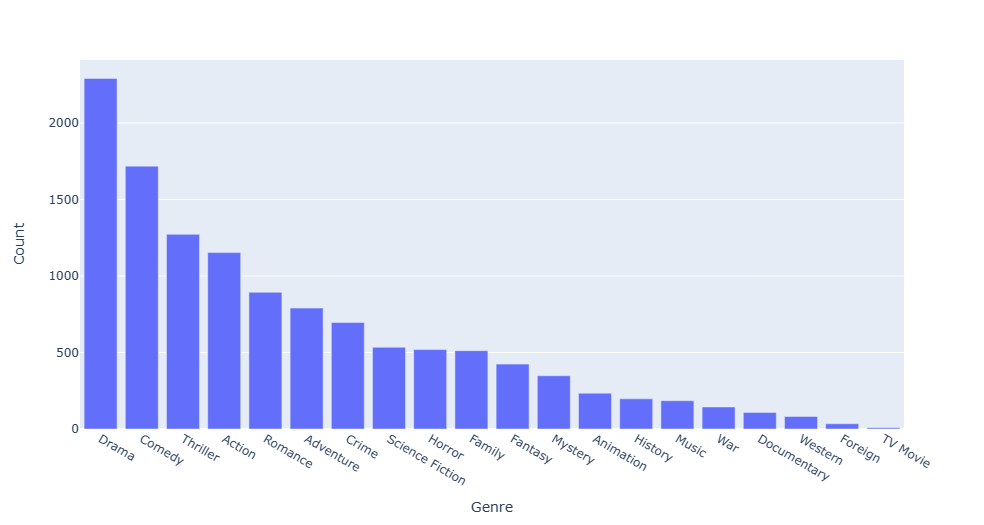 2000
1500
1000
500
0
Count
Drama
Comedy
Thriller
Action
Romance
Adventure
Crime
Science Fiction
Horror
Family
Fantasy
Mystery
Animation
History
Music
War
Documentary
Western
Foreign
TV Movie
Genre